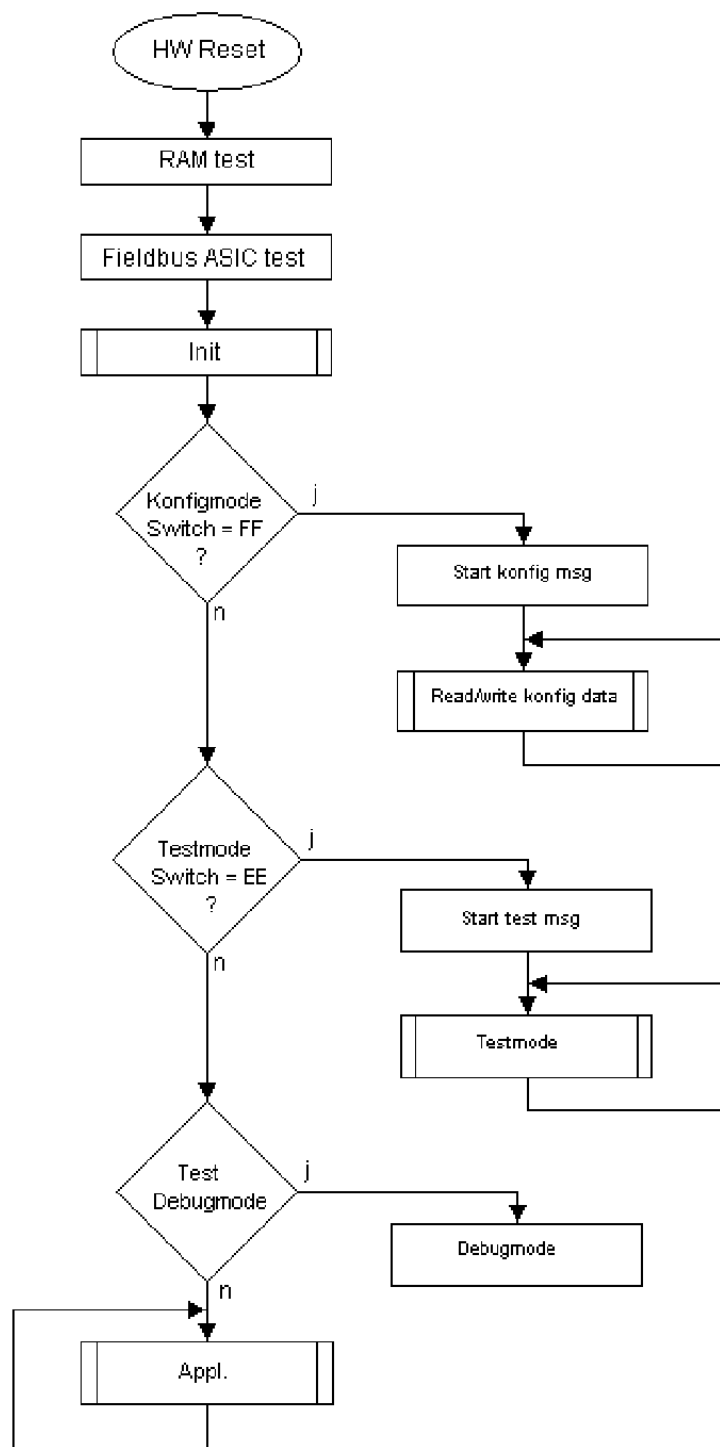 HW Reset
RAM test
Fieldbus ASIC test
Init
Konfigmode
Switch = FF
?
j
n
Start konfig msg
Read/write konfig data
Testmode
Switch = EE
?
j
n
Start test msg
Testmode
Test
Debugmode
j
n
Debugmode
Appl.